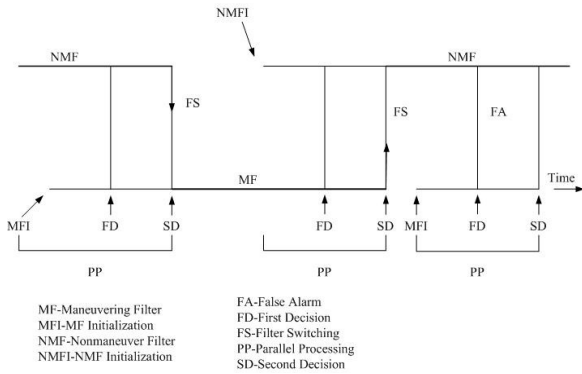 NMFI
NMF
NMF
FS
FS
FA
MF
Time
MFI
FD
SD
FD
SD
MFI
FD
SD
PP
PP
PP
MF-Maneuvering Filter
MFI-MF Initialization
NMF-Nonmaneuver Filter
NMFI-NMF Initialization
FA-False Alarm
FD-First Decision
FS-Filter Switching
PP-Parallel Processing
SD-Second Decision